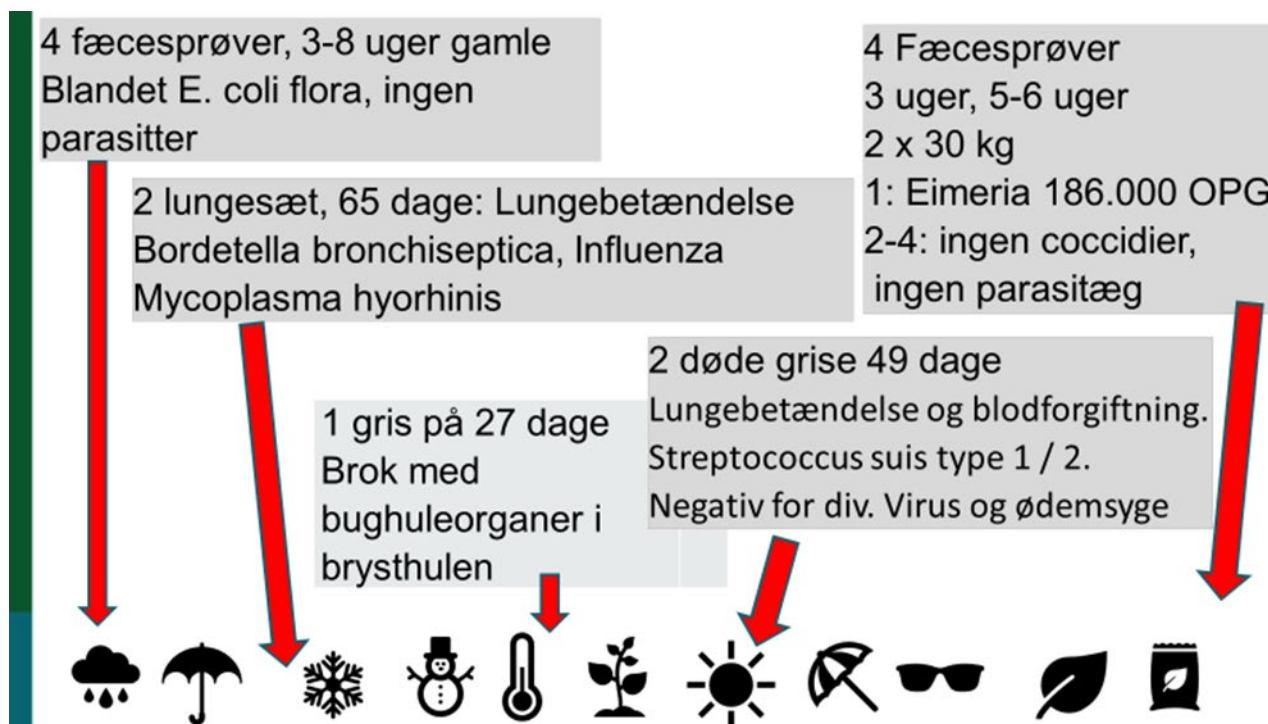 4 fæcesprøver, 3-8 uger gamle
Blandet E. coli flora, ingen
parasitter
2 lungesæt, 65 dage: Lungebetændelse
Bordetella bronchiseptica, Influenza
Mycoplasma hyorhinis
1 gris på 27 dage
Brok med
bughuleorganer i
brysthulen
2 døde grise 49 dage
Lungebetændelse og blodforgiftning.
Streptococcus suis type 1 / 2.
Negativ for div. Virus og ødemsyge
4 Fæcesprøver
3 uger, 5-6 uger
2 x 30 kg
1: Eimeria 186.000 OPG
2-4: ingen coccidier,
ingen parasitæg